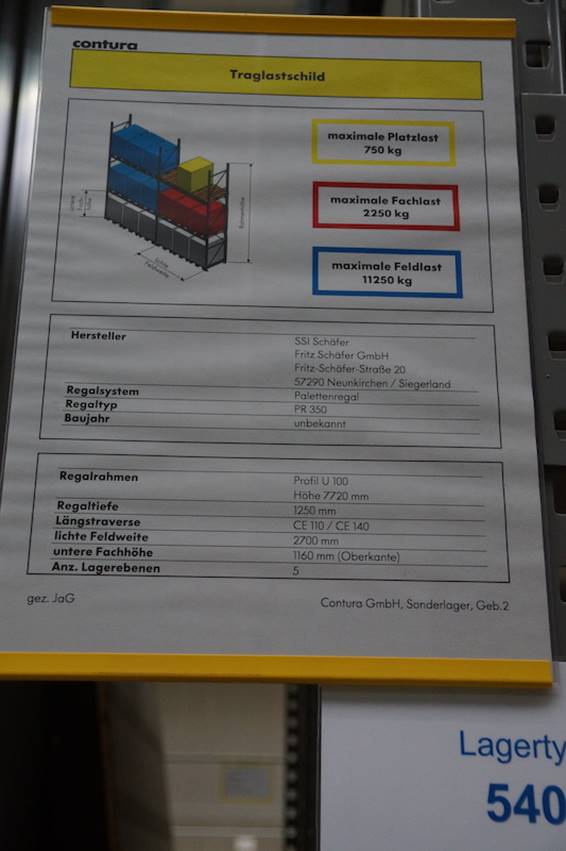 contura
Traglastschild
maximale Platzlast
750 kg
maximale Fachlast
2250 kg
maximale Feldlast
11250 kg
lichte
Feldweite
Hersteller SSI Schäfer
Fritz Schäfer GmbH
Fritz-Schäfer-Straße 20
57290 Neunkirchen / Siegerland
Regalsystem Palettenregal
Regaltyp PR 350
Baujahr unbekannt
Regalrahmen Profil U 100
Höhe 7720 mm
Regaltiefe 1250 mm
Längstraverse CE 110 / CE 140
lichte Feldweite 2700 mm
untere Fachhöhe 1160 mm (Oberkante)
Anz. Lagerebenen 5
gez. JaG Contura GmbH, Sonderlager, Geb.2
Lagerty
540